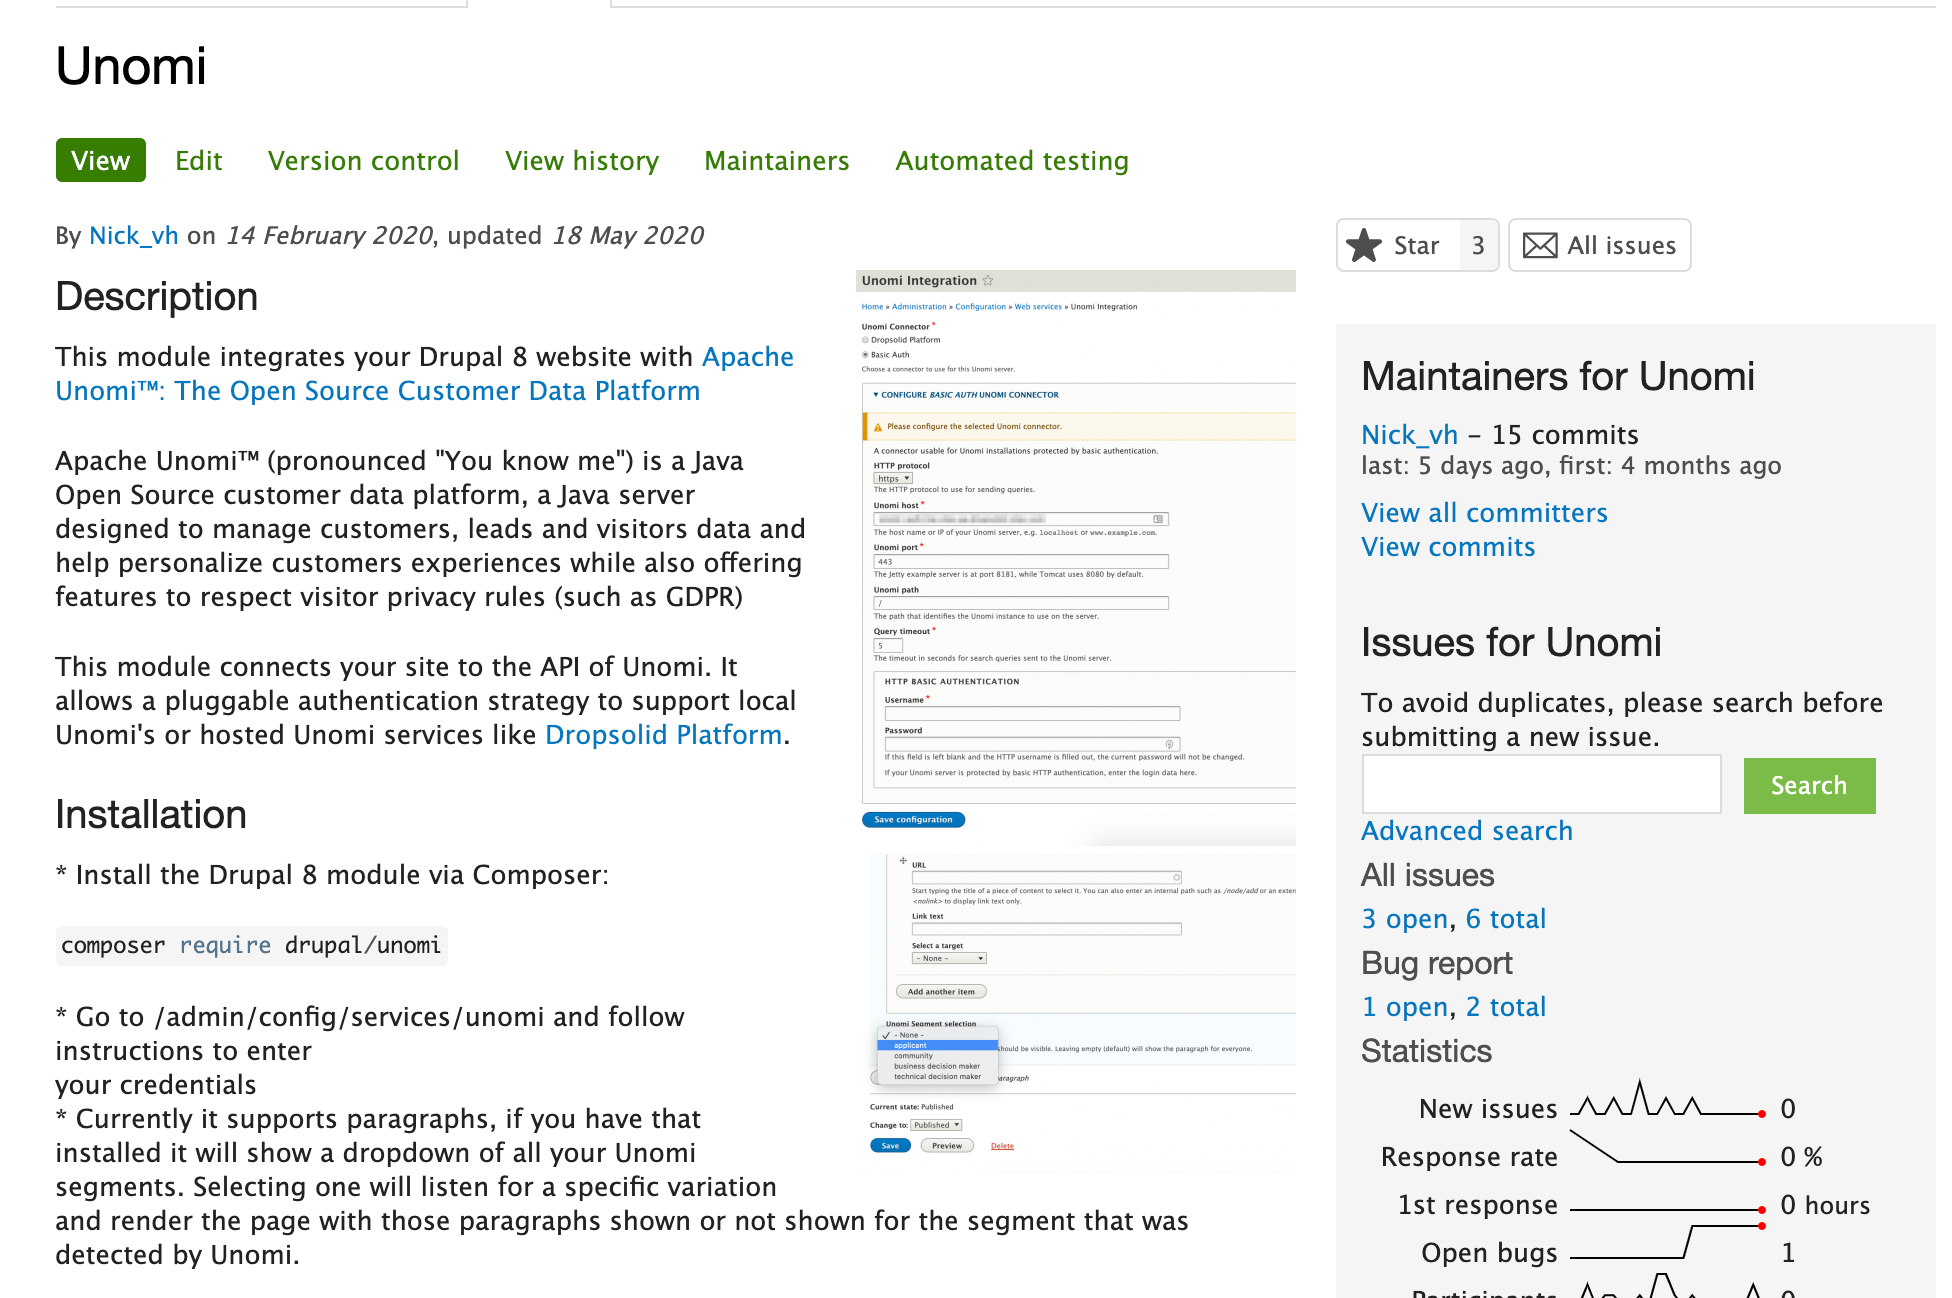 Unomi
View Edit Version control View history Maintainers Automated testing
By Nick_vh on 14 February 2020, updated 18 May 2020
Description
This module integrates your Drupal 8 website with Apache
Unomi™: The Open Source Customer Data Platform
Apache Unomi™ (pronounced "You know me") is a Java
Open Source customer data platform, a Java server
designed to manage customers, leads and visitors data and
help personalize customers experiences while also offering
features to respect visitor privacy rules (such as GDPR)
This module connects your site to the API of Unomi. It
allows a pluggable authentication strategy to support local
Unomi's or hosted Unomi services like Dropsolid Platform.
Installation
* Install the Drupal 8 module via Composer:
composer require drupal/unomi
* Go to /admin/config/services/unomi and follow
instructions to enter
your credentials
* Currently it supports paragraphs, if you have that
installed it will show a dropdown of all your Unomi
segments. Selecting one will listen for a specific variation
and render the page with those paragraphs shown or not shown for the segment that was
detected by Unomi.
Unomi Integration
Home » Administration » Configuration » Web services » Unomi Integration
Unomi Connector *
Dropsolid Platform
Basic Auth
Choose a connector to use for this Unomi server.
▼ CONFIGURE BASIC AUTH UNOMI CONNECTOR
Please configure the selected Unomi connector.
A connector usable for Unomi installations protected by basic authentication.
HTTP protocol
https
The HTTP protocol to use for sending queries.
Unomi host *
The host name or IP of your Unomi server, e.g. localhost or www.example.com.
Unomi port *
443
The Jetty example server is at port 8181, while Tomcat uses 8080 by default.
Unomi path
/
The path that identifies the Unomi instance to use on the server.
Query timeout *
5
The timeout in seconds for search queries sent to the Unomi server.
HTTP BASIC AUTHENTICATION
Username *
Password
If this field is left blank and the HTTP username is filled out, the current password will not be changed.
If your Unomi server is protected by basic HTTP authentication, enter the login data here.
Save configuration
URL
Start typing the title of a piece of content to select it. You can also enter an internal path such as /node/add or an exter
<nolink> to display link text only.
Link text
Select a target
- None -
Add another item
Unomi Segment selection
✓ - None -
applicant
should be visible. Leaving empty (default) will show the paragraph for everyone.
community
business decision maker
technical decision maker
aragraph
Current state: Published
Change to: Published
Save Preview Delete
Star 3 All issues
Maintainers for Unomi
Nick_vh – 15 commits
last: 5 days ago, first: 4 months ago
View all committers
View commits
Issues for Unomi
To avoid duplicates, please search before
submitting a new issue.
Search
Advanced search
All issues
3 open, 6 total
Bug report
1 open, 2 total
Statistics
New issues 0
Response rate 0 %
1st response 0 hours
Open bugs 1
Participants 0